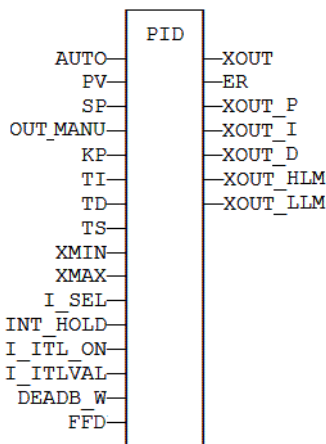 PID
AUTO XOUT
PV ER
SP XOUT_P
OUT_MANU XOUT_I
KP XOUT_D
TI XOUT_HLM
TD XOUT_LLM
TS
XMIN
XMAX
I_SEL
INT_HOLD
I_ITL_ON
I_ITLVAL
DEADB_W
FFD